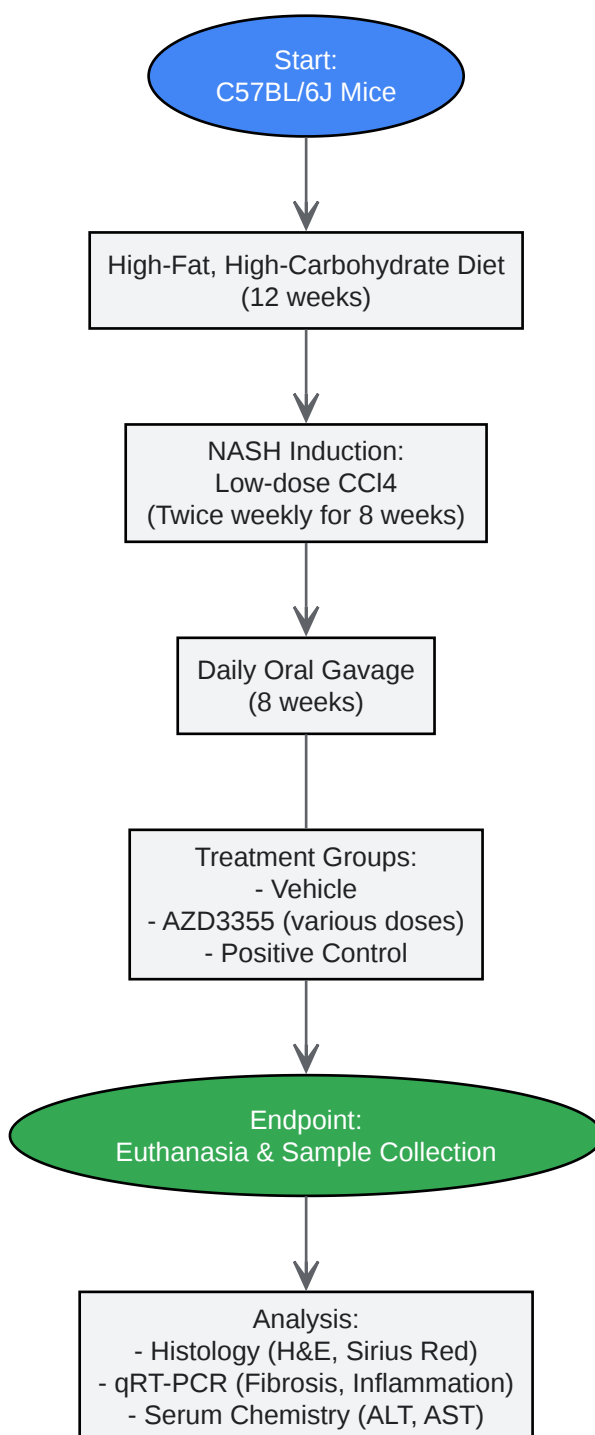 Start:
C57BL/6J Mice
High-Fat, High-Carbohydrate Diet
(12 weeks)
NASH Induction:
Low-dose CCl4
(Twice weekly for 8 weeks)
Daily Oral Gavage
(8 weeks)
Treatment Groups:
- Vehicle
- AZD3355 (various doses)
- Positive Control
Endpoint:
Euthanasia & Sample Collection
Analysis:
- Histology (H&E, Sirius Red)
- qRT-PCR (Fibrosis, Inflammation)
- Serum Chemistry (ALT, AST)